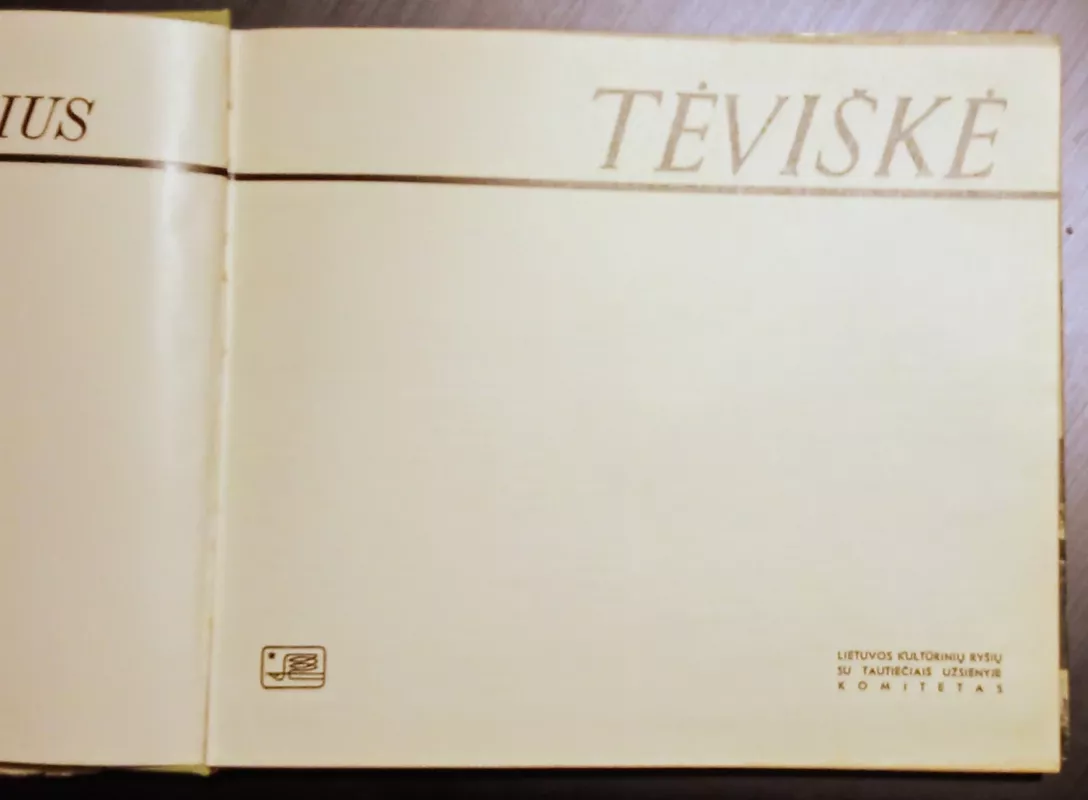 IUS
TĖVIŠKĖ
LIETUVOS KULTŪRINIŲ RYŠIŲ
SU TAUTIEČIAIS UŽSIENYJE
KOMITETAS